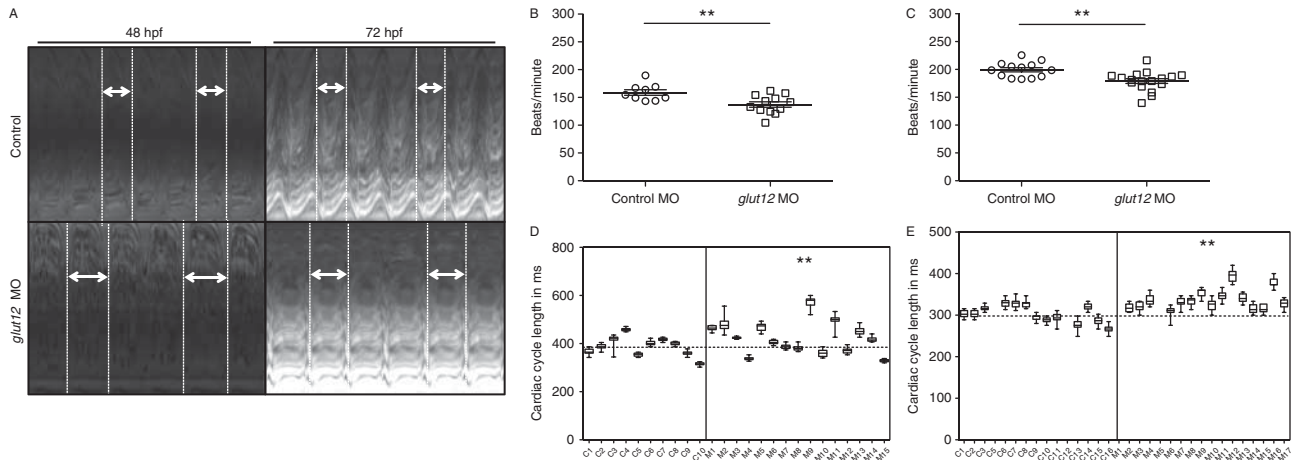 A
48 hpf
72 hpf
Control
glut12 MO
B
**
Beats/minute
300
250
200
150
100
50
0
Control MO
glut12 MO
C
**
Beats/minute
300
250
200
150
100
50
0
Control MO
glut12 MO
D
**
Cardiac cycle length in ms
800
600
400
200
0
C1 C2 C3 C4 C5 C6 C7 C8 C9 C10 M1 M2 M3 M4 M5 M6 M7 M8 M9 M10 M11 M12 M13 M14 M15
E
**
Cardiac cycle length in ms
500
400
300
200
100
0